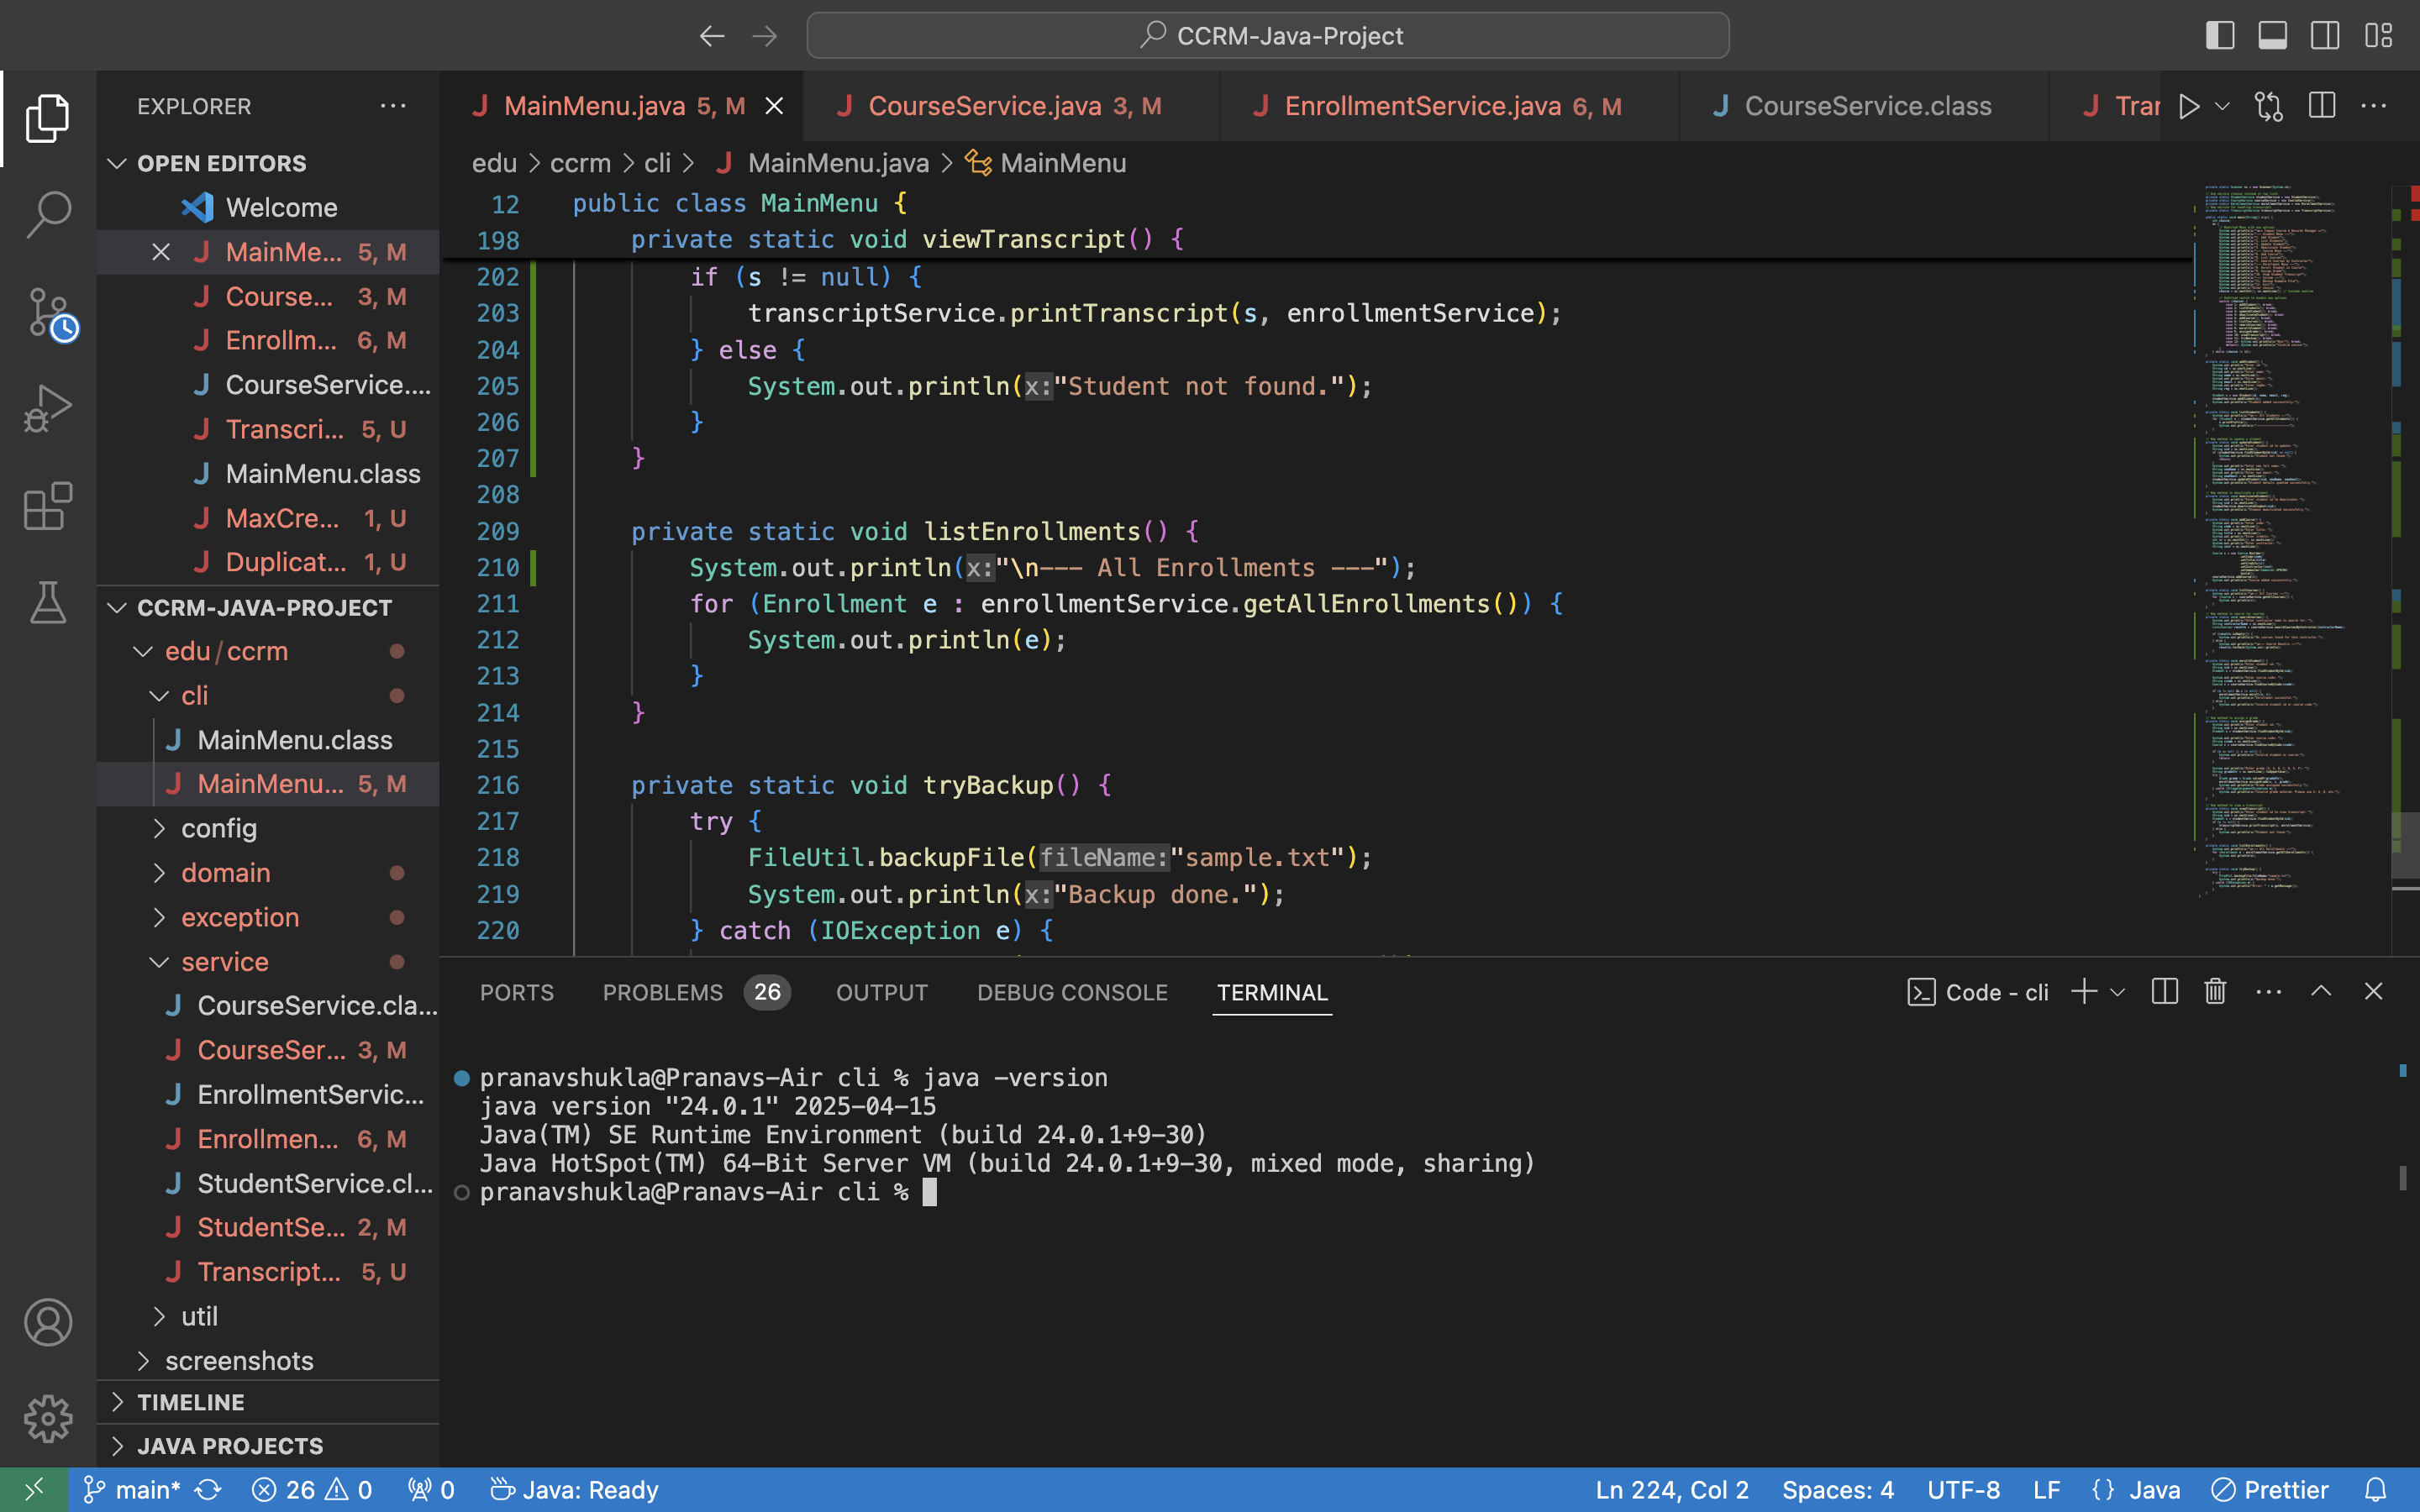 CCRM-Java-Project
EXPLORER
OPEN EDITORS
Welcome
MainMe... 5, M
Course... 3, M
Enrollm... 6, M
CourseService....
Transcri... 5, U
MainMenu.class
MaxCre... 1, U
Duplicat... 1, U
CCRM-JAVA-PROJECT
edu/ccrm
cli
MainMenu.class
MainMenu... 5, M
config
domain
exception
service
CourseService.cla...
CourseSer... 3, M
EnrollmentServic...
Enrollmen... 6, M
StudentService.cl...
StudentSe... 2, M
Transcript... 5, U
util
screenshots
TIMELINE
JAVA PROJECTS
MainMenu.java 5, M
CourseService.java 3, M
EnrollmentService.java 6, M
CourseService.class
Tran
edu > ccrm > cli > MainMenu.java > MainMenu
12 public class MainMenu {
198 private static void viewTranscript() {
202 if (s != null) {
203 transcriptService.printTranscript(s, enrollmentService);
204 } else {
205 System.out.println(x:"Student not found.");
206 }
207 }
208
209 private static void listEnrollments() {
210 System.out.println(x:"\n--- All Enrollments ---");
211 for (Enrollment e : enrollmentService.getAllEnrollments()) {
212 System.out.println(e);
213 }
214 }
215
216 private static void tryBackup() {
217 try {
218 FileUtil.backupFile(fileName:"sample.txt");
219 System.out.println(x:"Backup done.");
220 } catch (IOException e) {
PORTS PROBLEMS 26 OUTPUT DEBUG CONSOLE TERMINAL
Code - cli
pranavshukla@Pranavs-Air cli % java -version
java version "24.0.1" 2025-04-15
Java(TM) SE Runtime Environment (build 24.0.1+9-30)
Java HotSpot(TM) 64-Bit Server VM (build 24.0.1+9-30, mixed mode, sharing)
pranavshukla@Pranavs-Air cli %
main* 26 0 0 Java: Ready
Ln 224, Col 2 Spaces: 4 UTF-8 LF {} Java Prettier